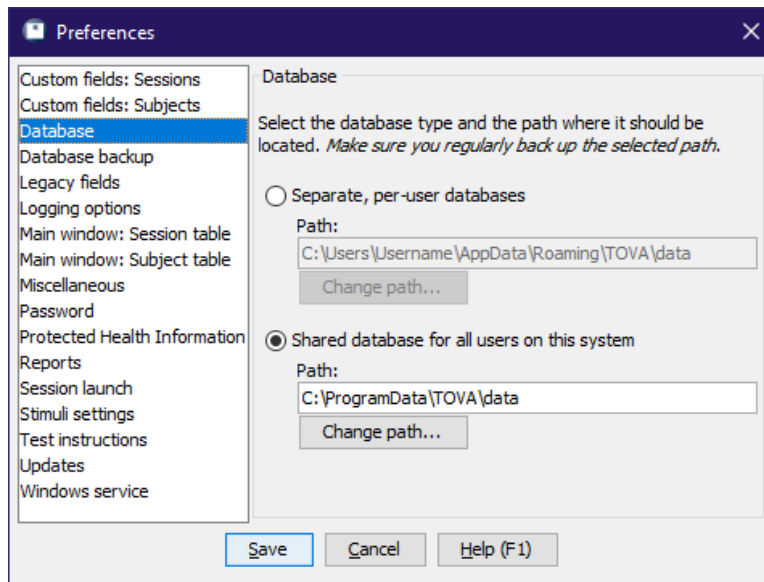 Preferences
Custom fields: Sessions
Custom fields: Subjects
Database
Database backup
Legacy fields
Logging options
Main window: Session table
Main window: Subject table
Miscellaneous
Password
Protected Health Information
Reports
Session launch
Stimuli settings
Test instructions
Updates
Windows service
Database
Select the database type and the path where it should be
located. Make sure you regularly back up the selected path.
Separate, per-user databases
Path:
C:\Users\Username\AppData\Roaming\TOVA\data
Change path...
Shared database for all users on this system
Path:
C:\ProgramData\TOVA\data
Change path...
Save
Cancel
Help (F1)